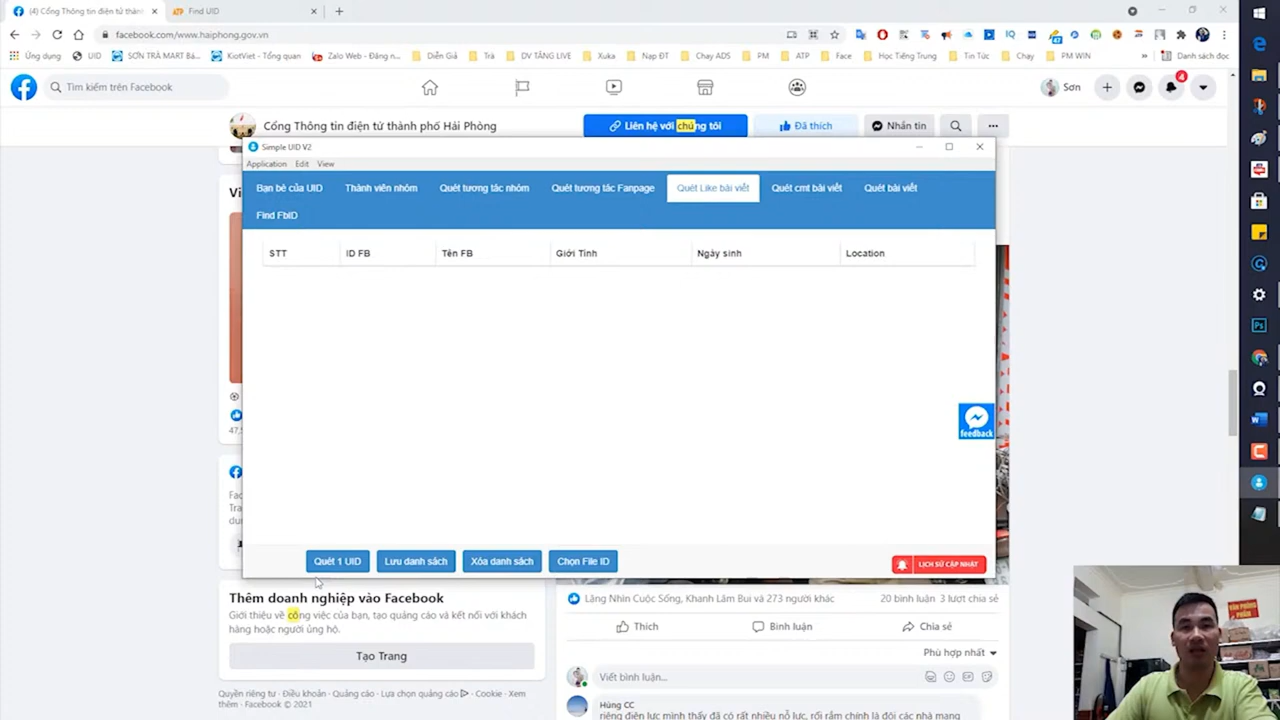 (4) Cổng Thông tin điện tử thành
Find UID
facebook.com/www.haiphong.gov.vn
Ứng dụng
UID
SƠN TRÀ MART Bá...
KiotViet - Tổng quan
Zalo Web - Đăng n...
Diễn Giả
Trà
DV TĂNG LIVE
Xuka
Nạp ĐT
Chạy ADS
PM
ATP
Face
Học Tiếng Trung
Tin Tức
Chạy
PM WIN
Danh sách đọc
Tìm kiếm trên Facebook
Sơn
4
Cổng Thông tin điện tử thành phố Hải Phòng
Liên hệ với chúng tôi
Đã thích
Nhắn tin
Simple UID V2
Application
Edit
View
Bạn bè của UID
Thành viên nhóm
Quét tương tác nhóm
Quét tương tác Fanpage
Quét Like bài viết
Quét cmt bài viết
Quét bài viết
Find FbID
STT
ID FB
Tên FB
Giới Tính
Ngày sinh
Location
feedback
Quét 1 UID
Lưu danh sách
Xóa danh sách
Chọn File ID
LỊCH SỬ CẬP NHẬT
Thêm doanh nghiệp vào Facebook
Giới thiệu về công việc của bạn, tạo quảng cáo và kết nối với khách
hàng hoặc người ủng hộ.
Tạo Trang
Quyền riêng tư · Điều khoản · Quảng cáo · Lựa chọn quảng cáo · Cookie · Xem
thêm · Facebook © 2021
Lặng Nhìn Cuộc Sống, Khanh Lâm Bui và 273 người khác
20 bình luận 3 lượt chia sẻ
Thích
Bình luận
Chia sẻ
Phù hợp nhất
Viết bình luận...
Hùng CC
riêng điện lực mình thấy đã có rất nhiều nỗ lực, rối rắm chính là đôi các nhà mạng
VĂN PHÒNG
PHẨM